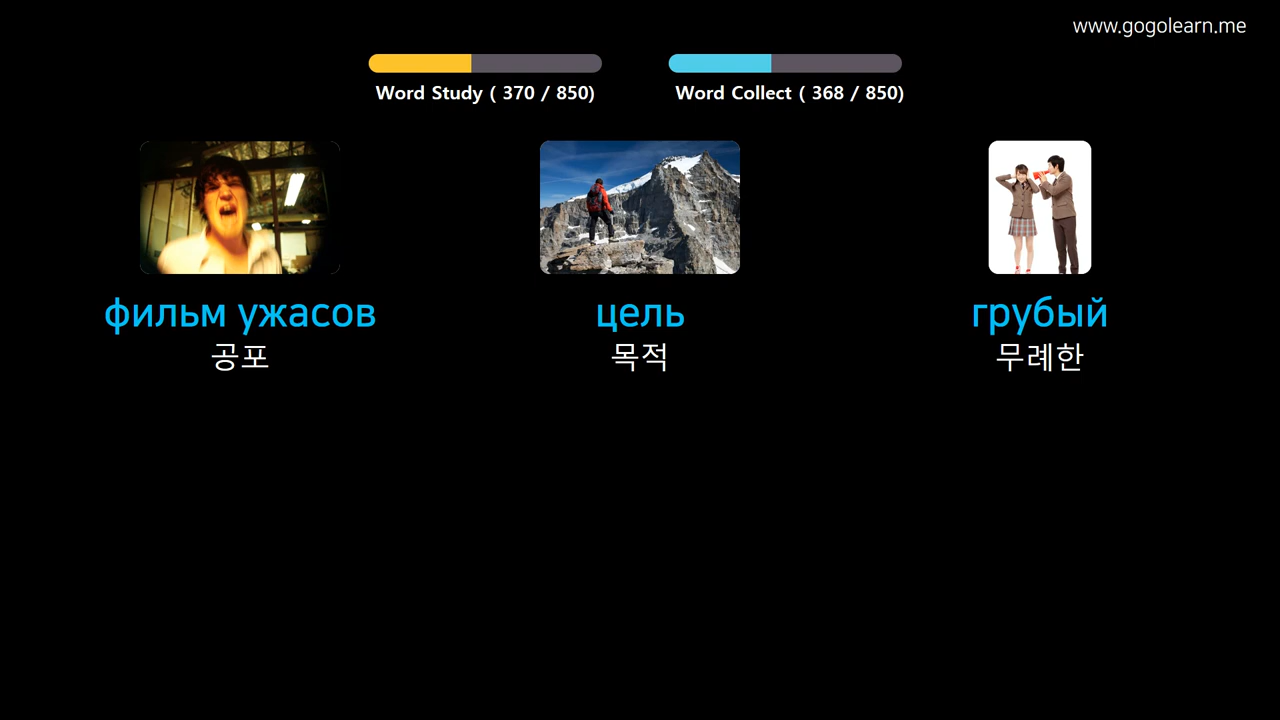 www.gogolearn.me
Word Study ( 370 / 850)
Word Collect ( 368 / 850)
фильм ужасов
공포
цель
목적
грубый
무례한